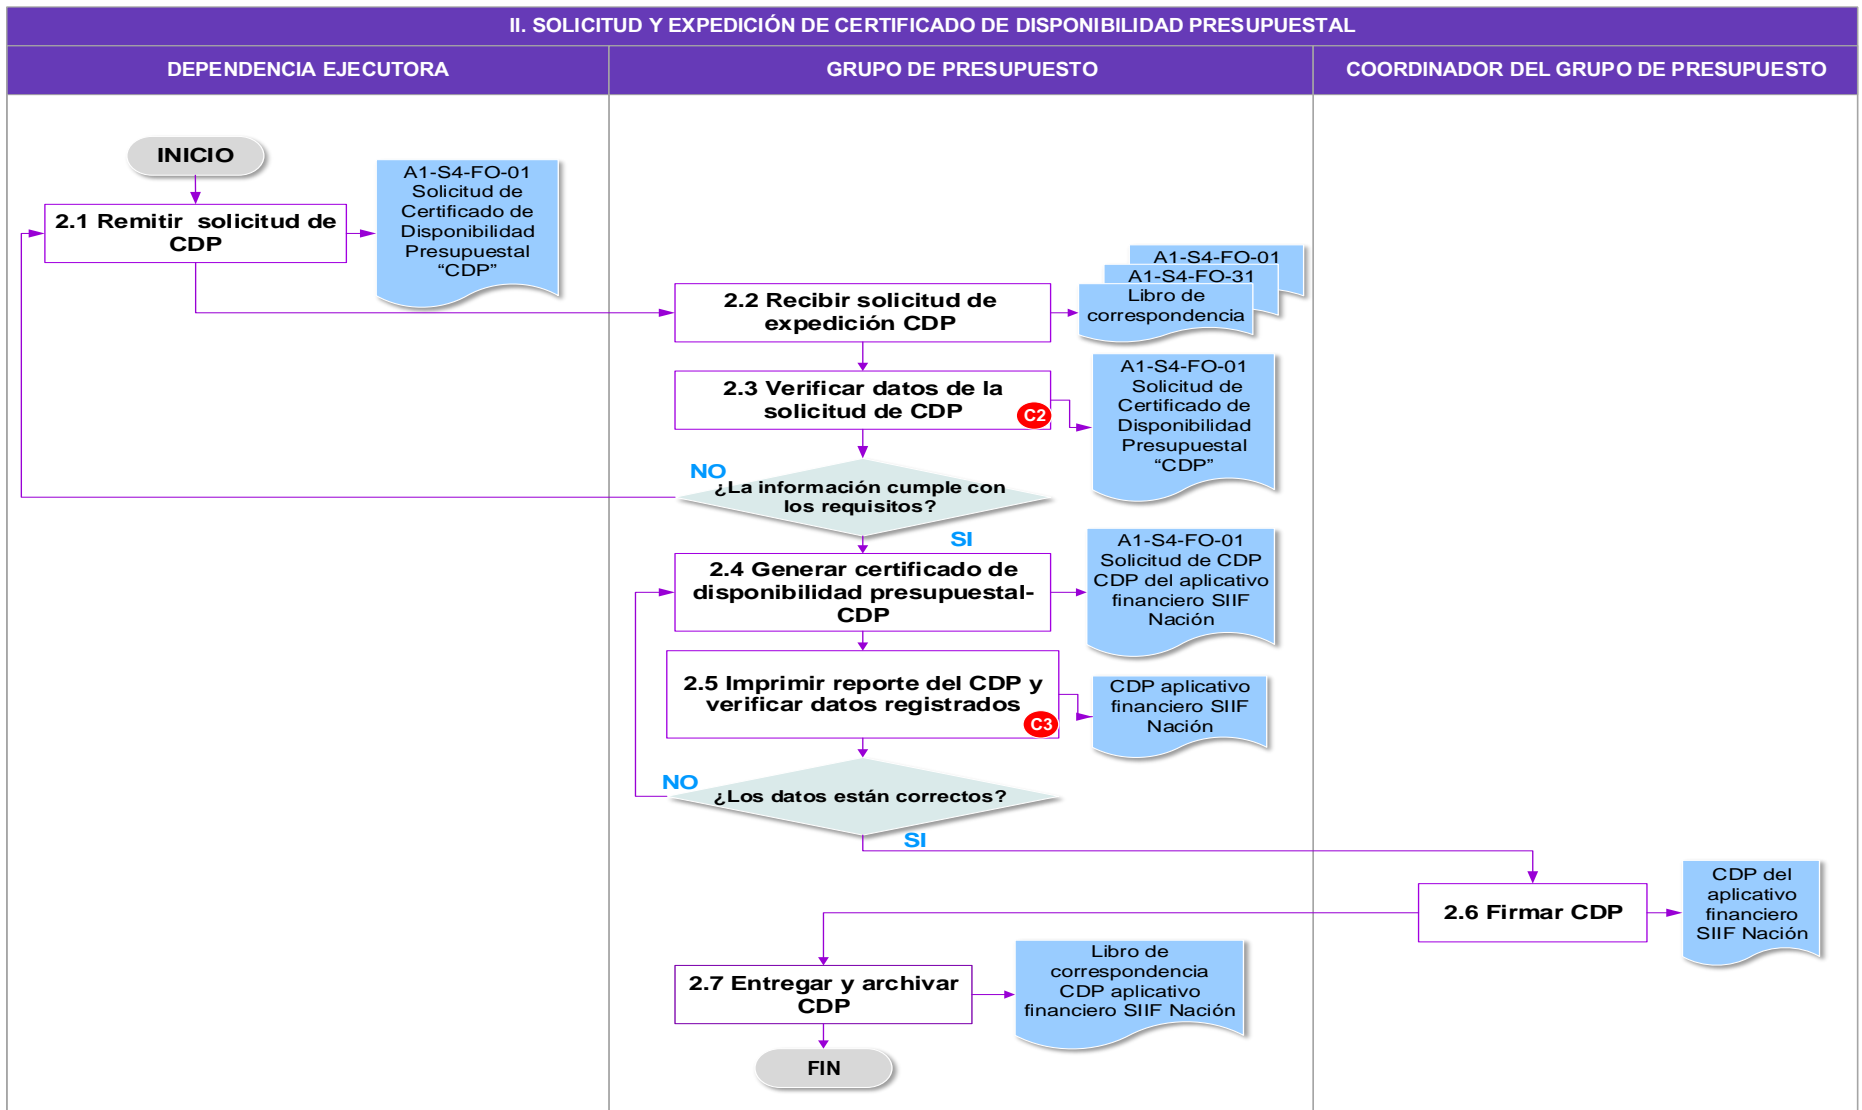 II. SOLICITUD Y EXPEDICIÓN DE CERTIFICADO DE DISPONIBILIDAD PRESUPUESTAL
DEPENDENCIA EJECUTORA
GRUPO DE PRESUPUESTO
COORDINADOR DEL GRUPO DE PRESUPUESTO
INICIO
2.1 Remitir solicitud de
CDP
A1-S4-FO-01
Solicitud de
Certificado de
Disponibilidad
Presupuestal
“CDP”
2.2 Recibir solicitud de
expedición CDP
A1-S4-FO-01
A1-S4-FO-31
Libro de
correspondencia
2.3 Verificar datos de la
solicitud de CDP
C2
A1-S4-FO-01
Solicitud de
Certificado de
Disponibilidad
Presupuestal
“CDP”
NO
¿La información cumple con
los requisitos?
SI
2.4 Generar certificado de
disponibilidad presupuestal-
CDP
A1-S4-FO-01
Solicitud de CDP
CDP del aplicativo
financiero SIIF
Nación
2.5 Imprimir reporte del CDP y
verificar datos registrados
C3
CDP aplicativo
financiero SIIF
Nación
NO
¿Los datos están correctos?
SI
2.6 Firmar CDP
CDP del
aplicativo
financiero
SIIF Nación
2.7 Entregar y archivar
CDP
Libro de
correspondencia
CDP aplicativo
financiero SIIF Nación
FIN